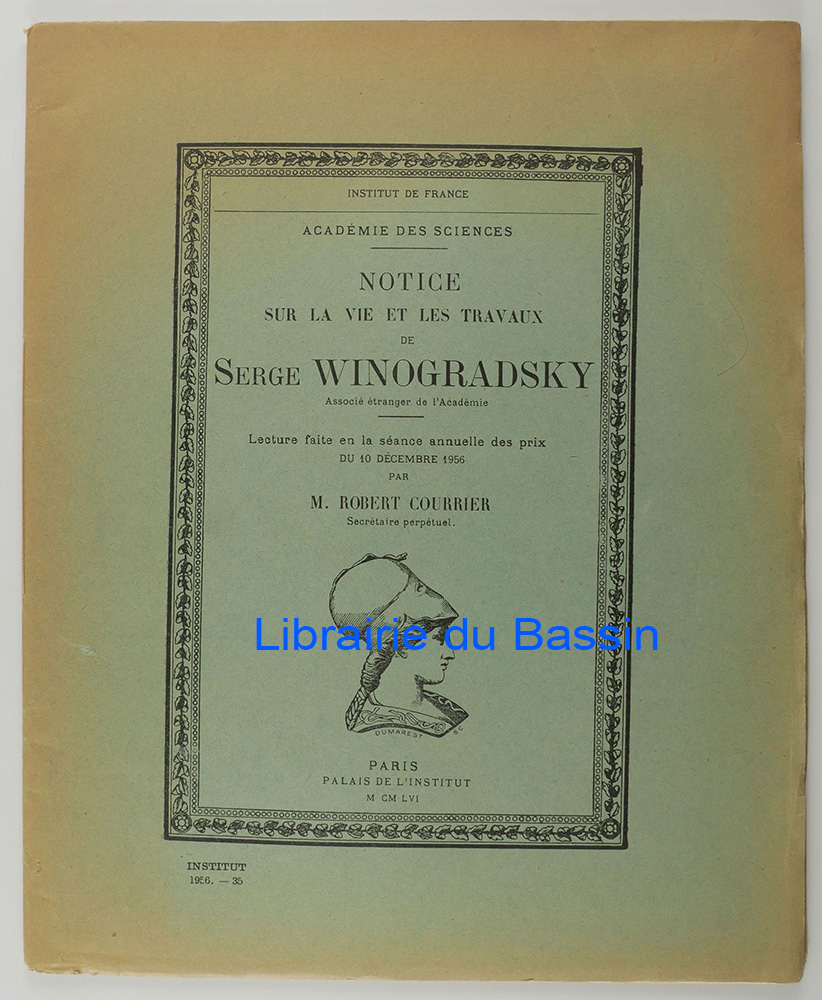 INSTITUT DE FRANCE
ACADÉMIE DES SCIENCES
NOTICE
SUR LA VIE ET LES TRAVAUX
DE
SERGE WINOGRADSKY
Associé étranger de l'Académie
Lecture faite en la séance annuelle des prix
DU 10 DÉCEMBRE 1956
PAR
M. ROBERT COURRIER
Secrétaire perpétuel.
Librairie du Bassin
DUMAREST SC
PARIS
PALAIS DE L'INSTITUT
M CM LVI
INSTITUT
1956. — 35